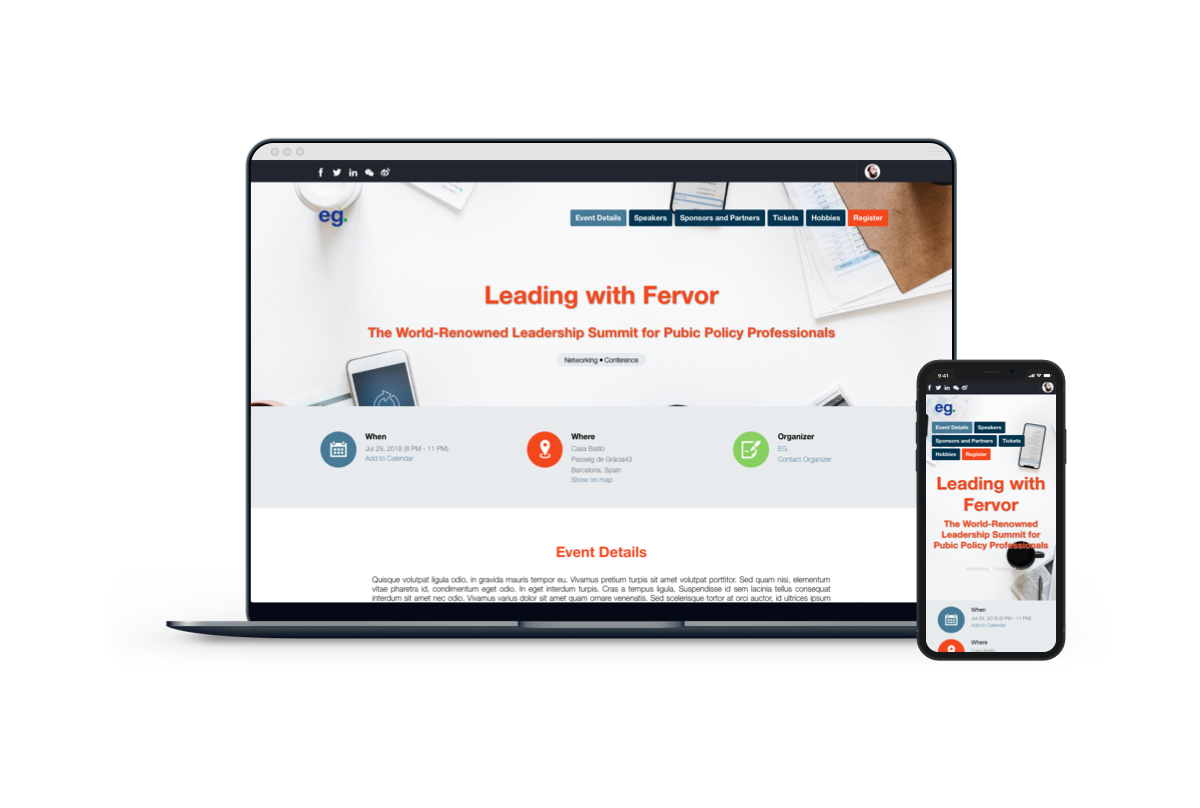 eg.
Event Details Speakers Sponsors and Partners Tickets Hobbies Register
Leading with Fervor
The World-Renowned Leadership Summit for Pubic Policy Professionals
Networking • Conference
When
Jul 29, 2018 (8 PM - 11 PM)
Add to Calendar
Where
Casa Batlló
Passeig de Gràcia43
Barcelona, Spain
Show on map
Organizer
EG.
Contact Organizer
Event Details
Quisque volutpat ligula odio, in gravida mauris tempor eu. Vivamus pretium turpis sit amet volutpat porttitor. Sed quam nisi, elementum
vitae pharetra id, condimentum eget odio. In eget interdum turpis. Cras a tempus ligula. Suspendisse id sem lacinia tellus consequat
interdum sit amet nec odio. Vivamus varius dolor sit amet quam ornare venenatis. Sed scelerisque tortor at orci auctor, id ultrices ipsum
9:41
eg.
Event Details Speakers
Sponsors and Partners Tickets
Hobbies Register
Leading with
Fervor
The World-Renowned
Leadership Summit for
Pubic Policy Professionals
When
Jul 29, 2018 (8 PM - 11 PM)
Add to Calendar
Where
Casa Batlló